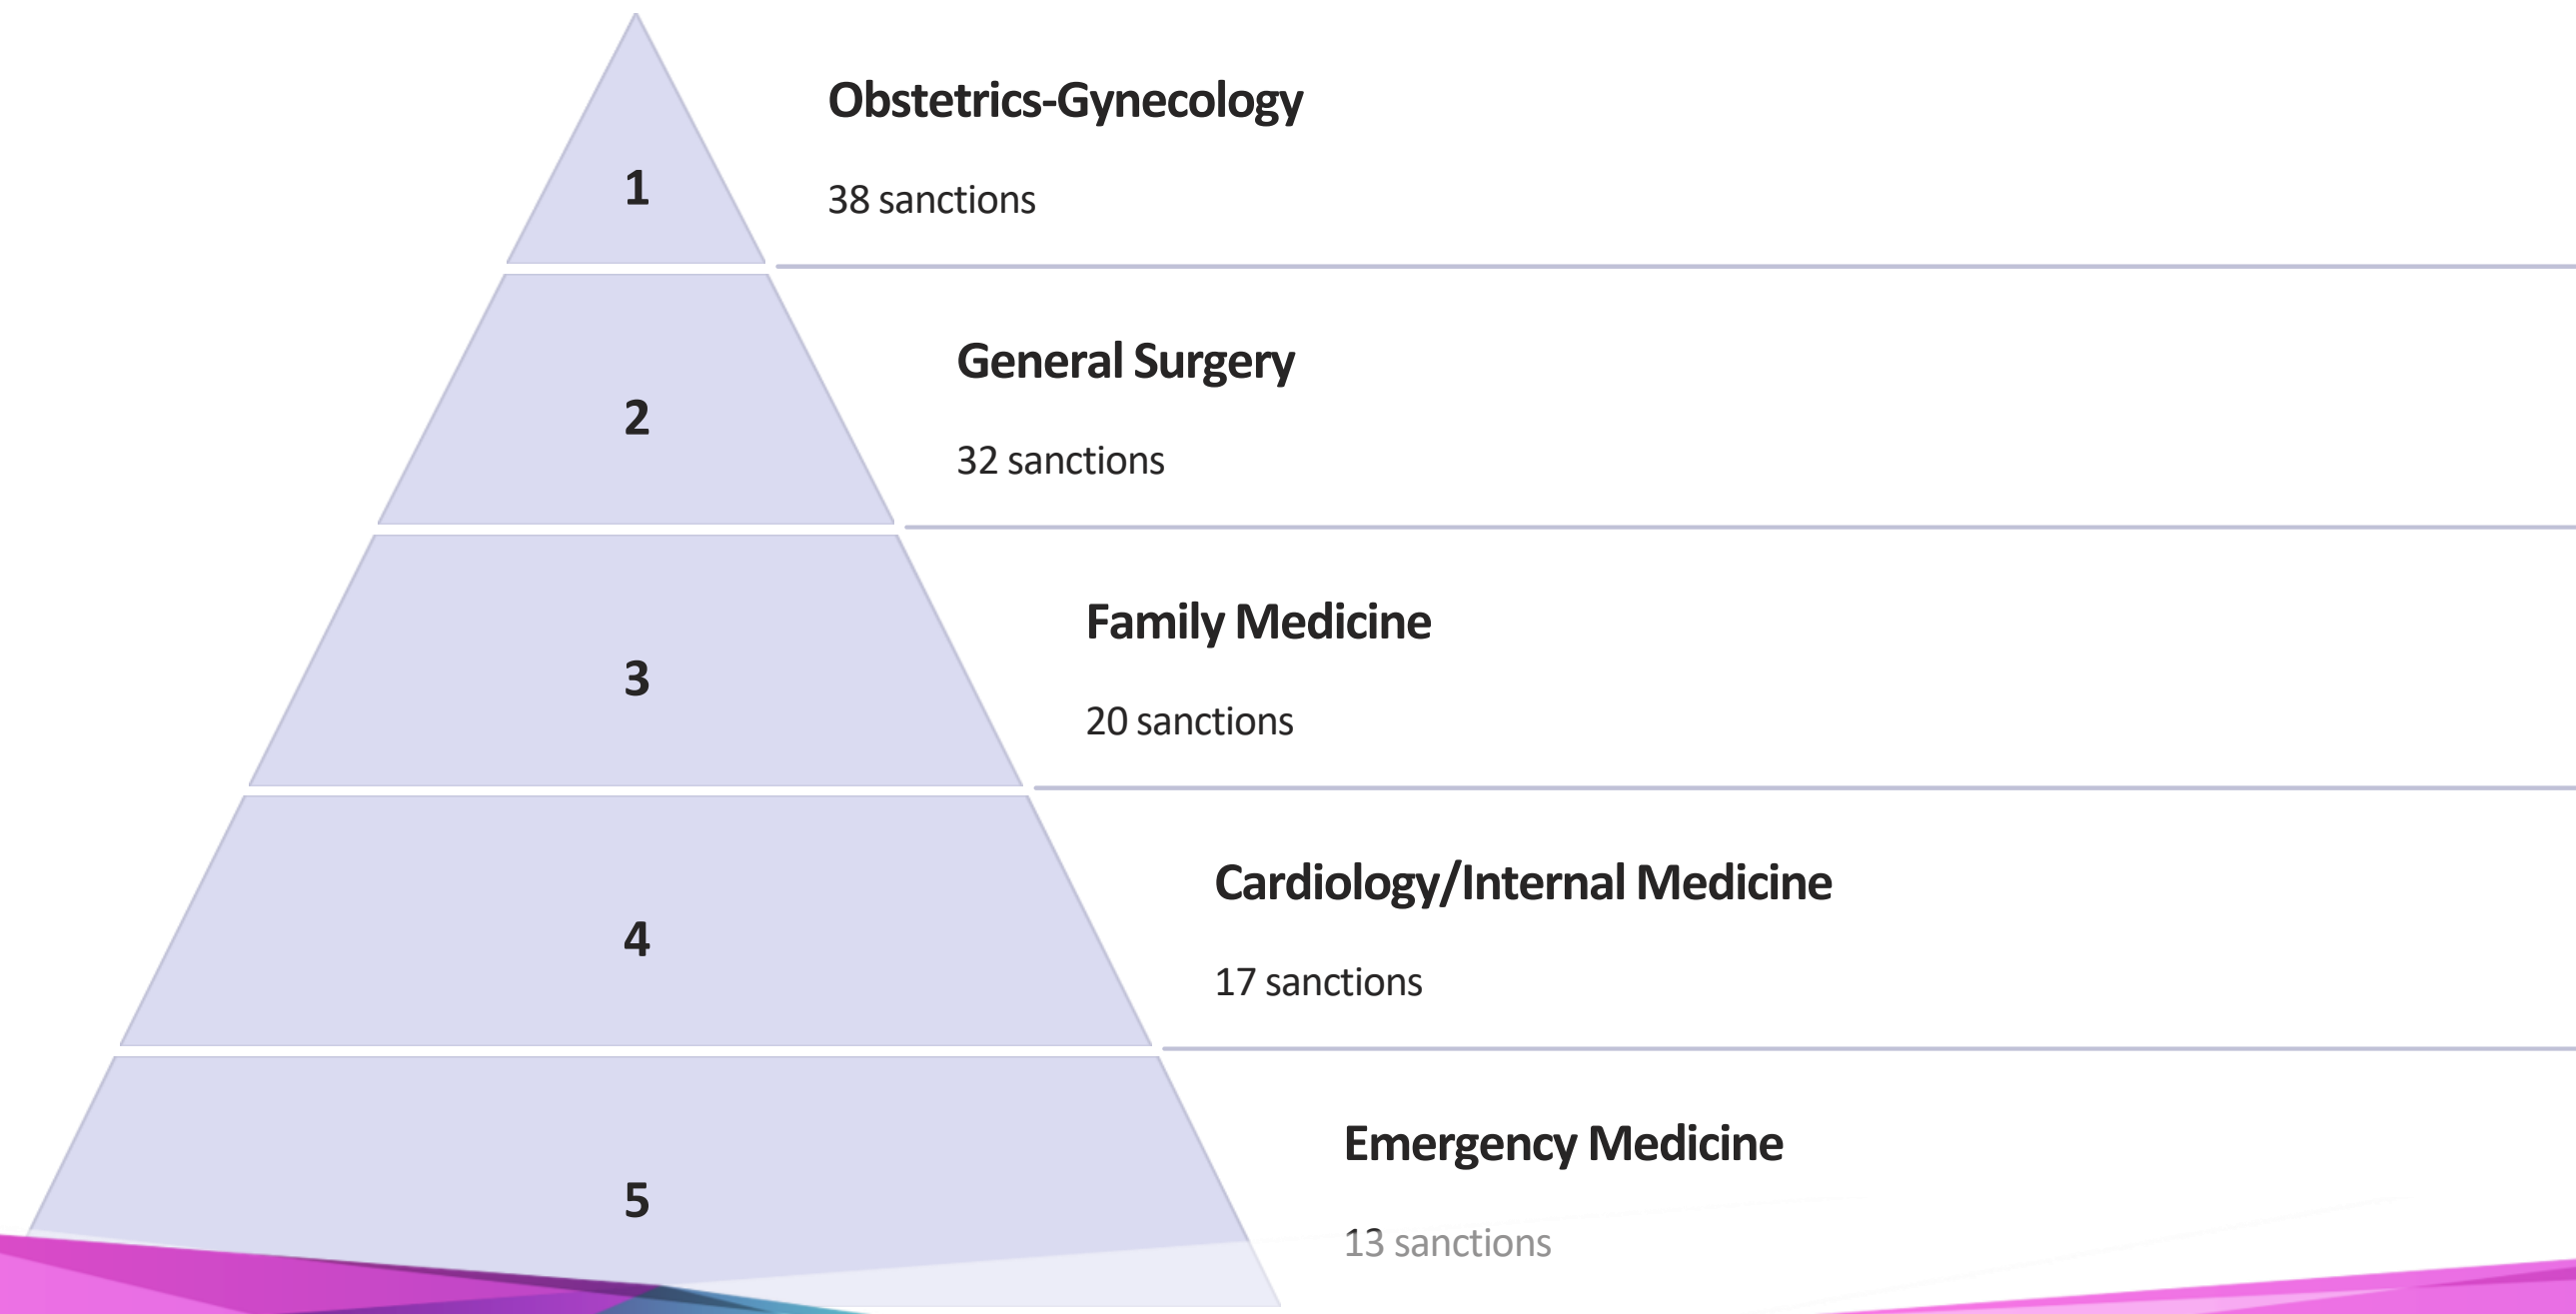 1
Obstetrics-Gynecology
38 sanctions
2
General Surgery
32 sanctions
3
Family Medicine
20 sanctions
4
Cardiology/Internal Medicine
17 sanctions
5
Emergency Medicine
13 sanctions